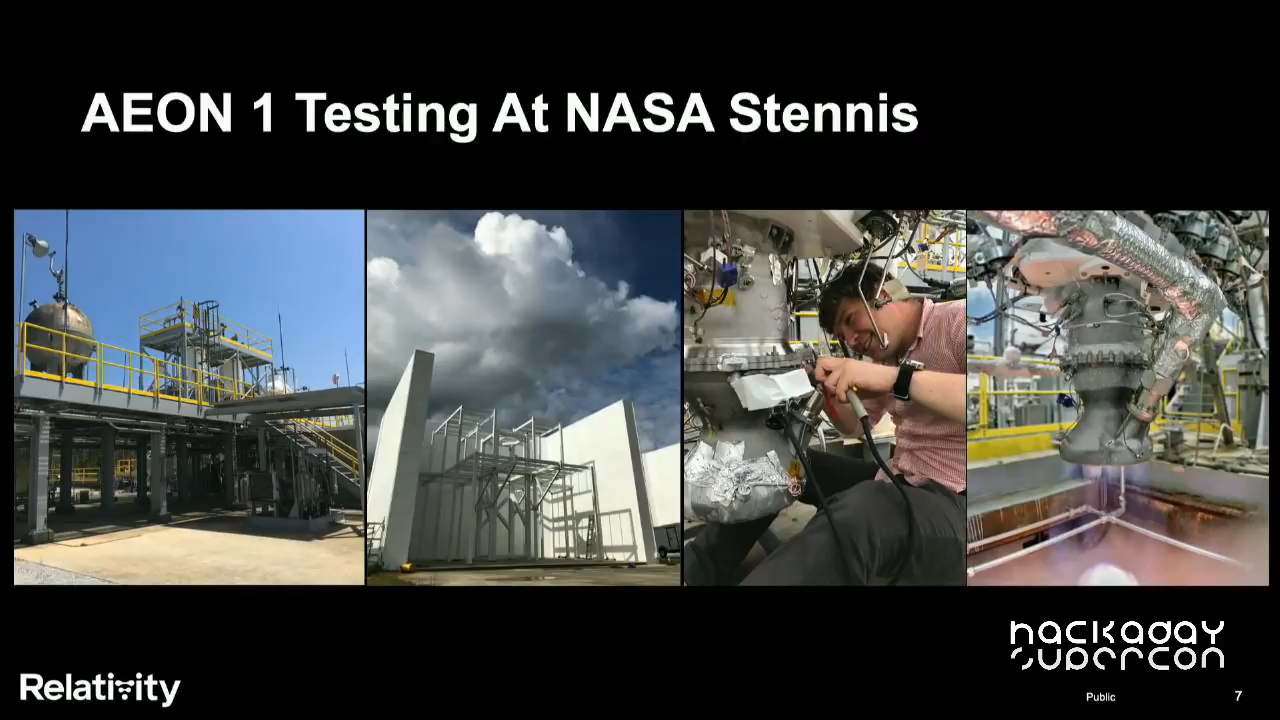 AEON 1 Testing At NASA Stennis
hackaday
supercon
Relativity
Public
7